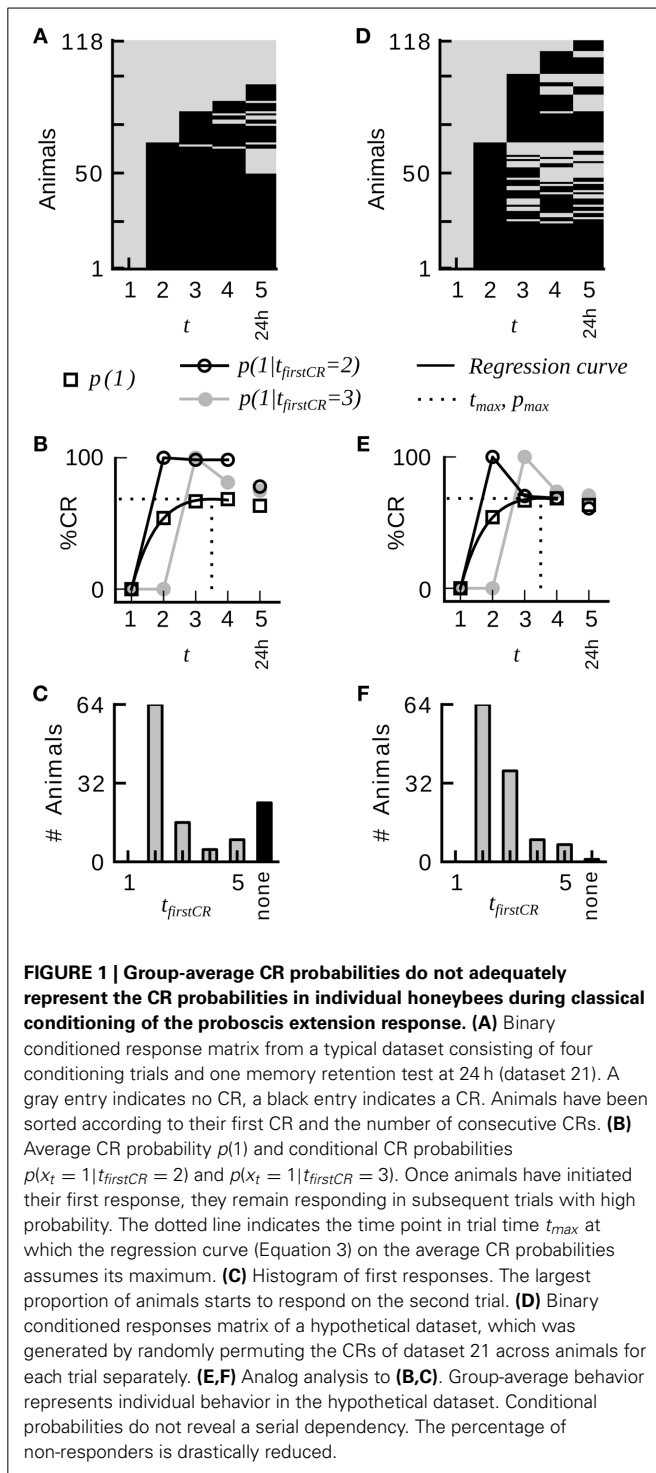 A
118
50
1
Animals
1 2 3 4 5
24h
t
D
118
50
1
Animals
1 2 3 4 5
24h
t
p(1)
p(1|t_firstCR=2)
p(1|t_firstCR=3)
Regression curve
t_max, p_max
B
100
0
%CR
1 2 3 4 5
24h
t
E
100
0
%CR
1 2 3 4 5
24h
t
C
64
32
0
# Animals
1 5 none
t_firstCR
F
64
32
0
# Animals
1 5 none
t_firstCR
FIGURE 1 | Group-average CR probabilities do not adequately
represent the CR probabilities in individual honeybees during classical
conditioning of the proboscis extension response. (A) Binary
conditioned response matrix from a typical dataset consisting of four
conditioning trials and one memory retention test at 24 h (dataset 21). A
gray entry indicates no CR, a black entry indicates a CR. Animals have been
sorted according to their first CR and the number of consecutive CRs. (B)
Average CR probability p(1) and conditional CR probabilities
p(x_t = 1|t_firstCR = 2) and p(x_t = 1|t_firstCR = 3). Once animals have initiated
their first response, they remain responding in subsequent trials with high
probability. The dotted line indicates the time point in trial time t_max at
which the regression curve (Equation 3) on the average CR probabilities
assumes its maximum. (C) Histogram of first responses. The largest
proportion of animals starts to respond on the second trial. (D) Binary
conditioned responses matrix of a hypothetical dataset, which was
generated by randomly permuting the CRs of dataset 21 across animals for
each trial separately. (E,F) Analog analysis to (B,C). Group-average behavior
represents individual behavior in the hypothetical dataset. Conditional
probabilities do not reveal a serial dependency. The percentage of
non-responders is drastically reduced.